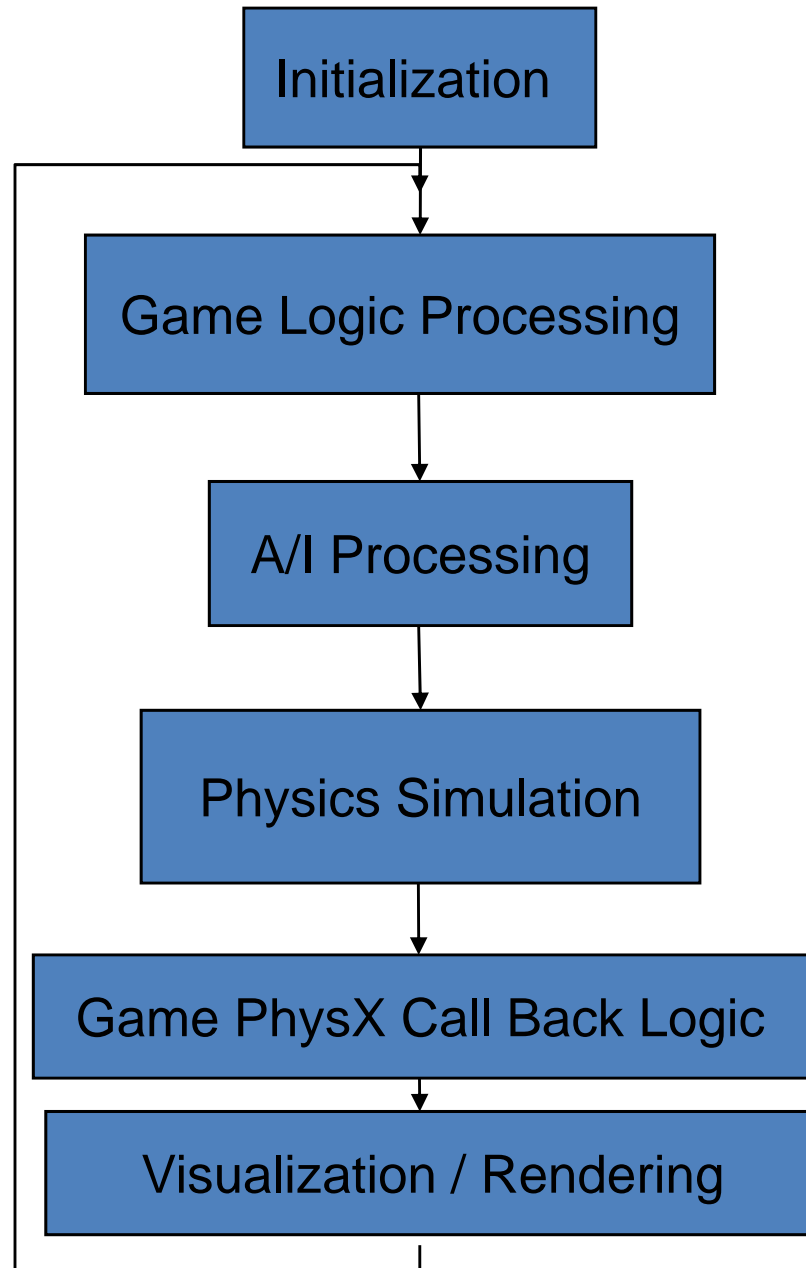 Initialization
Game Logic Processing
A/I Processing
Physics Simulation
Game PhysX Call Back Logic
Visualization / Rendering